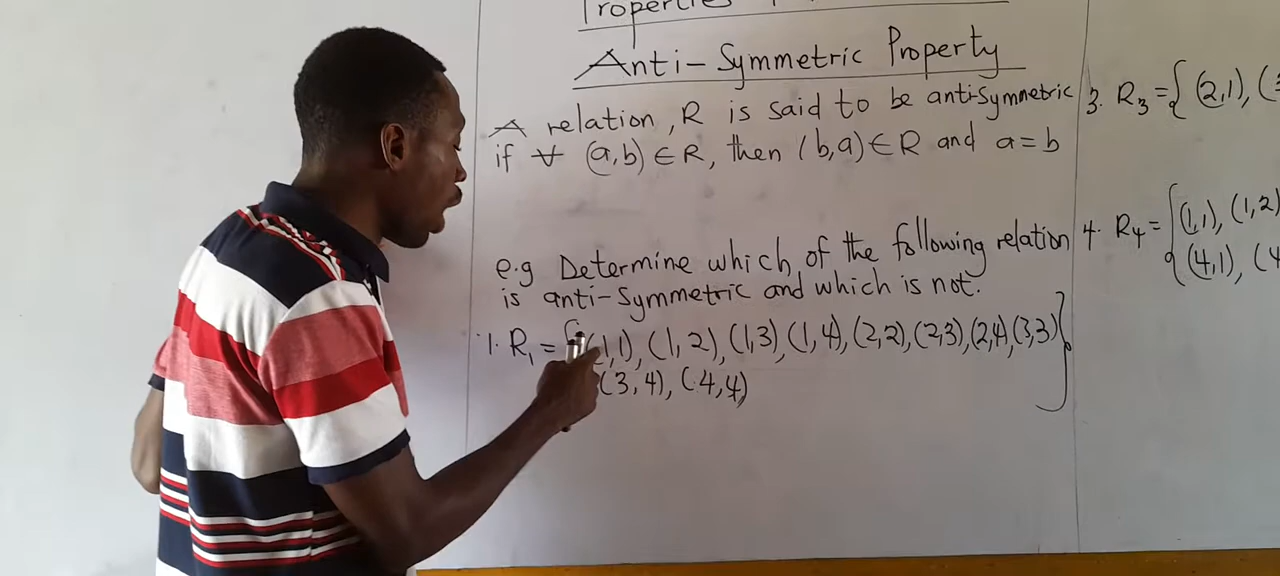 Properties
Anti-Symmetric Property
A relation, R is said to be antisymmetric
if ∀ (a,b) ∈ R, then (b,a) ∈ R and a = b
e.g Determine which of the following relation
is anti-Symmetric and which is not.
1. R₁ = { (1,1), (1,2), (1,3), (1,4), (2,2), (2,3), (2,4), (3,3)
(3,4), (4,4) }
3. R₃ = { (2,1), (
4. R₄ = { (1,1), (1,2)
(4,1), (4